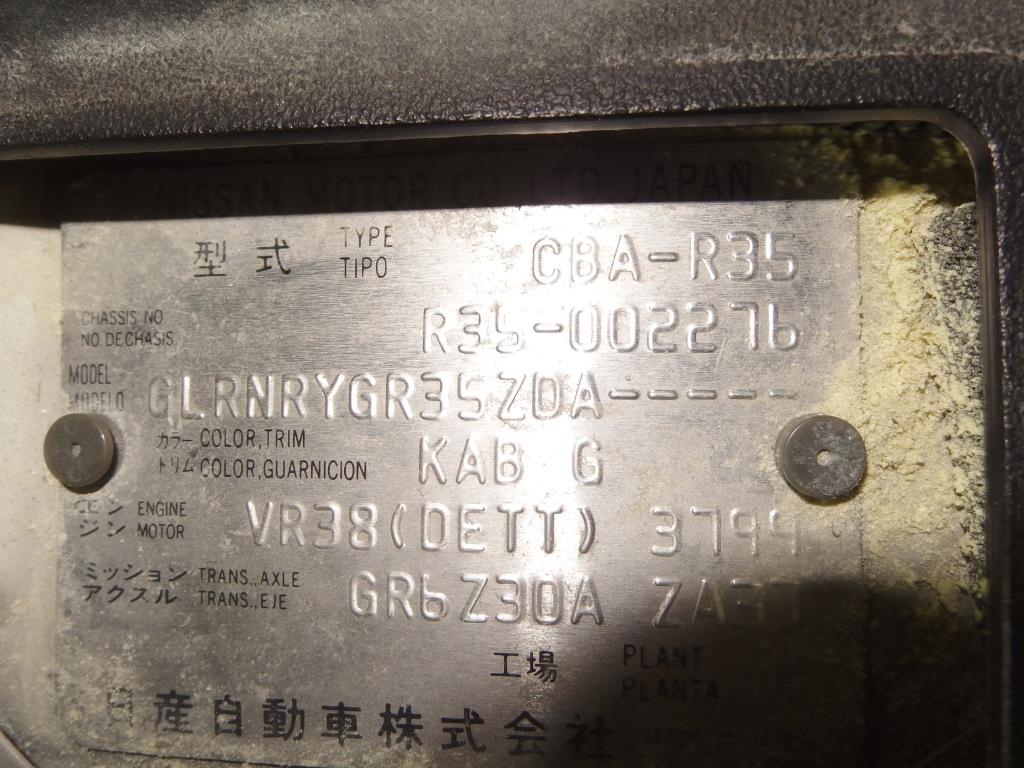 NISSAN MOTOR CO.,LTD. JAPAN
型式 TYPE TIPO CBA-R35
CHASSIS NO.
NO.DE CHASIS R35-002276
MODEL
MODELO GLRNRYGR35ZDA-----
カラー COLOR,TRIM
トリム COLOR,GUARNICION KAB G
エンジン ENGINE MOTOR VR38(DETT) 3799
ミッション TRANS.,AXLE
アクスル TRANS.,EJE GR6Z30A
工場 PLANT
PLANTA
日産自動車株式会社